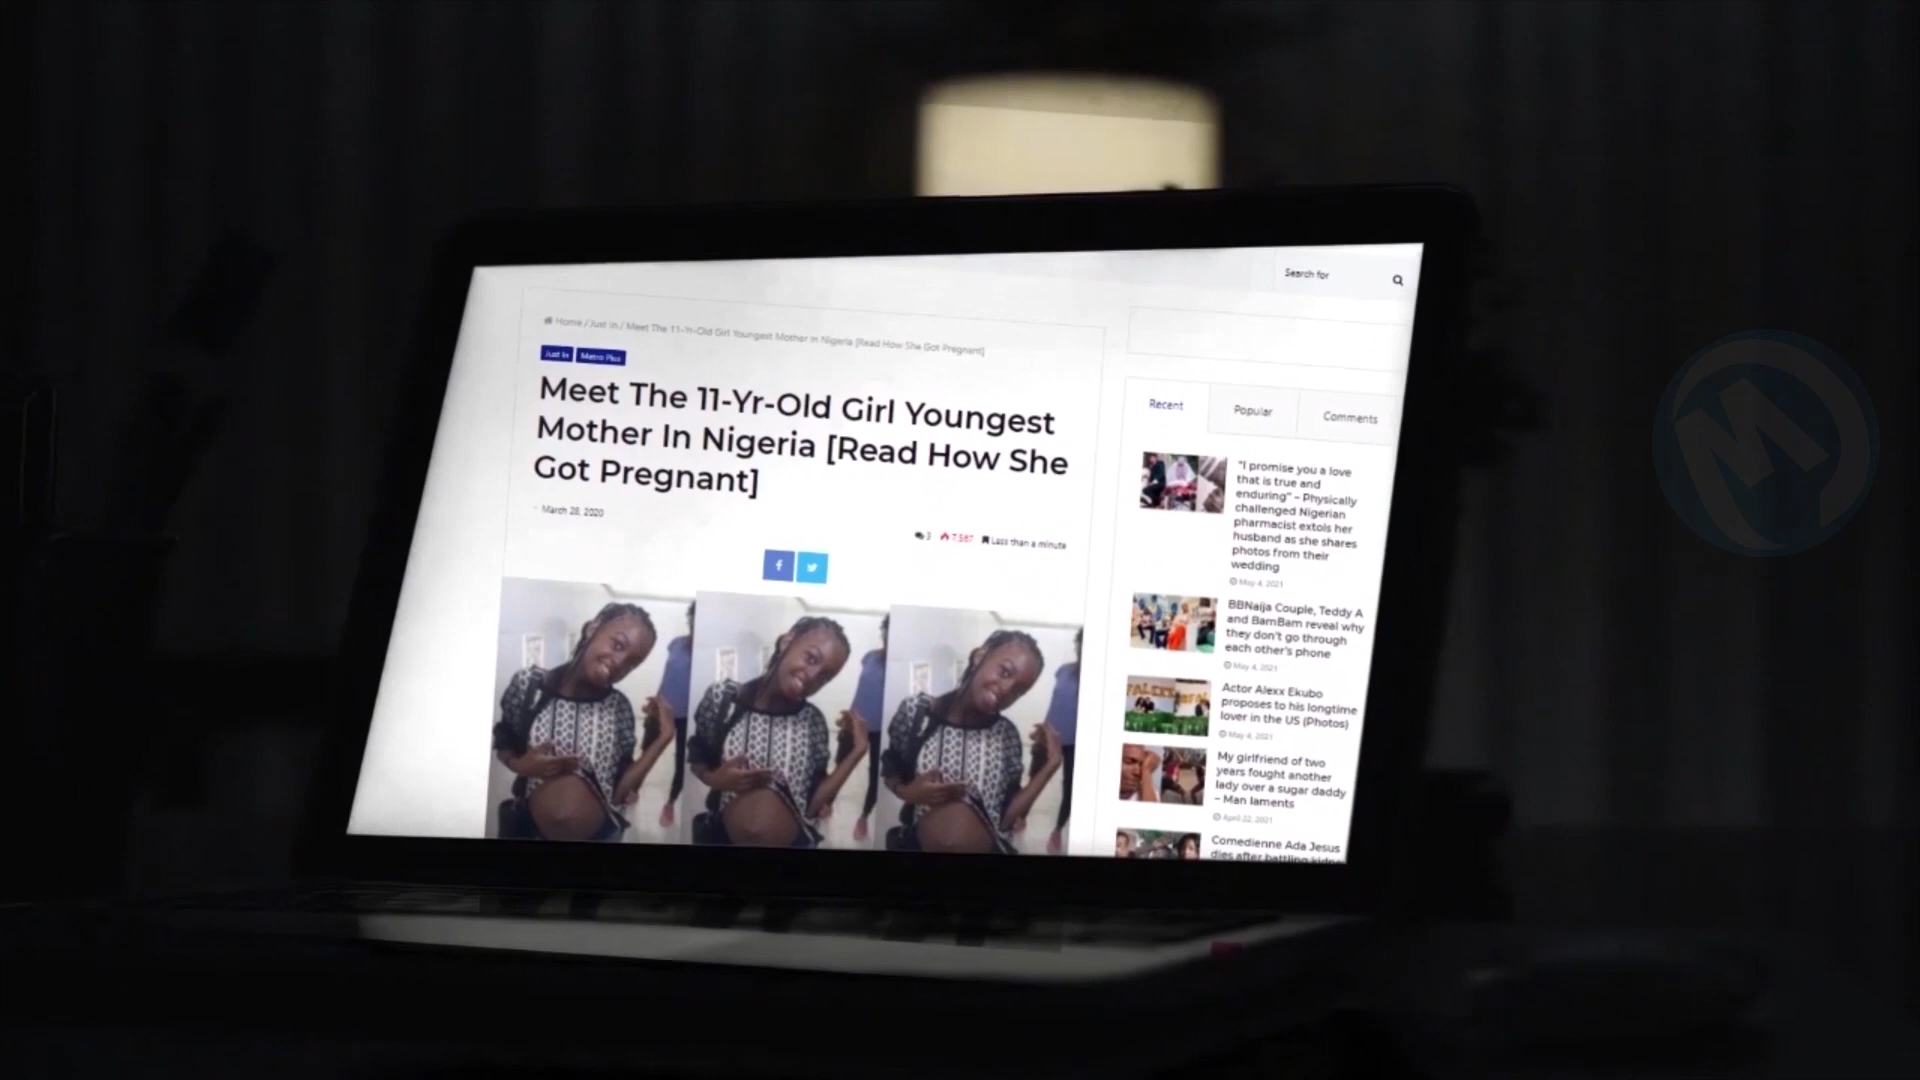 Search for
Home / Just In / Meet The 11-Yr-Old Girl Youngest Mother In Nigeria [Read How She Got Pregnant]
Just In
Metro Plus
Meet The 11-Yr-Old Girl Youngest
Mother In Nigeria [Read How She
Got Pregnant]
March 28, 2020
3
7,587
Less than a minute
f
Recent
Popular
Comments
"I promise you a love
that is true and
enduring" – Physically
challenged Nigerian
pharmacist extols her
husband as she shares
photos from their
wedding
May 4, 2021
BBNaija Couple, Teddy A
and BamBam reveal why
they don't go through
each other's phone
May 4, 2021
Actor Alexx Ekubo
proposes to his longtime
lover in the US (Photos)
May 4, 2021
My girlfriend of two
years fought another
lady over a sugar daddy
– Man laments
April 22, 2021
Comedienne Ada Jesus
dies after battling
M